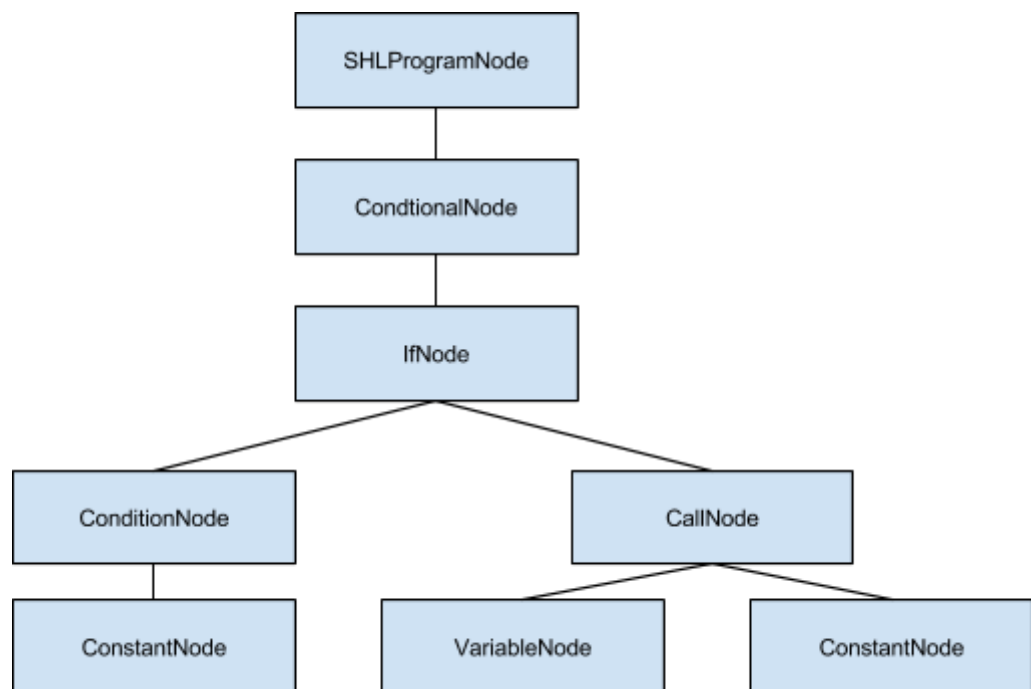 SHLProgramNode
CondtionalNode
IfNode
ConditionNode
CallNode
ConstantNode
VariableNode
ConstantNode